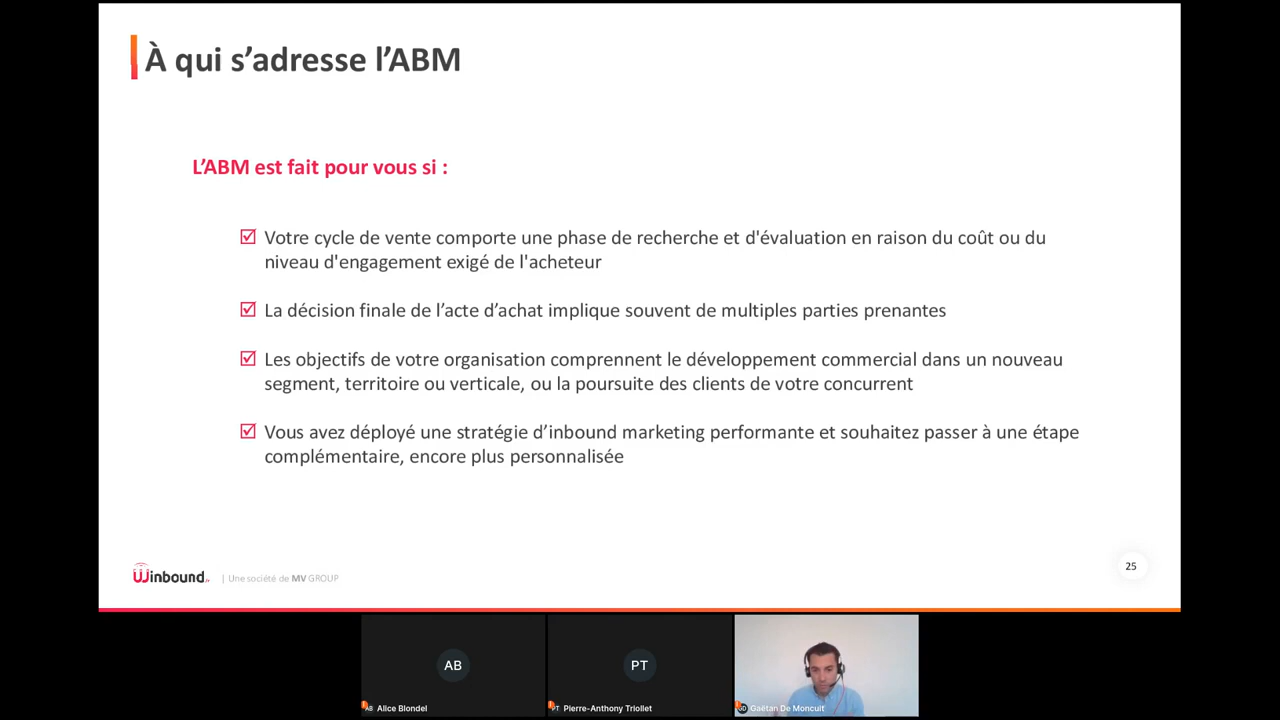 À qui s’adresse l’ABM
L’ABM est fait pour vous si :
Votre cycle de vente comporte une phase de recherche et d'évaluation en raison du coût ou du
niveau d'engagement exigé de l'acheteur
La décision finale de l’acte d’achat implique souvent de multiples parties prenantes
Les objectifs de votre organisation comprennent le développement commercial dans un nouveau
segment, territoire ou verticale, ou la poursuite des clients de votre concurrent
Vous avez déployé une stratégie d’inbound marketing performante et souhaitez passer à une étape
complémentaire, encore plus personnalisée
Winbound | Une société de MV GROUP
25
AB
PT
AB Alice Blondel
PT Pierre-Anthony Triollet
Gaëtan De Moncuit